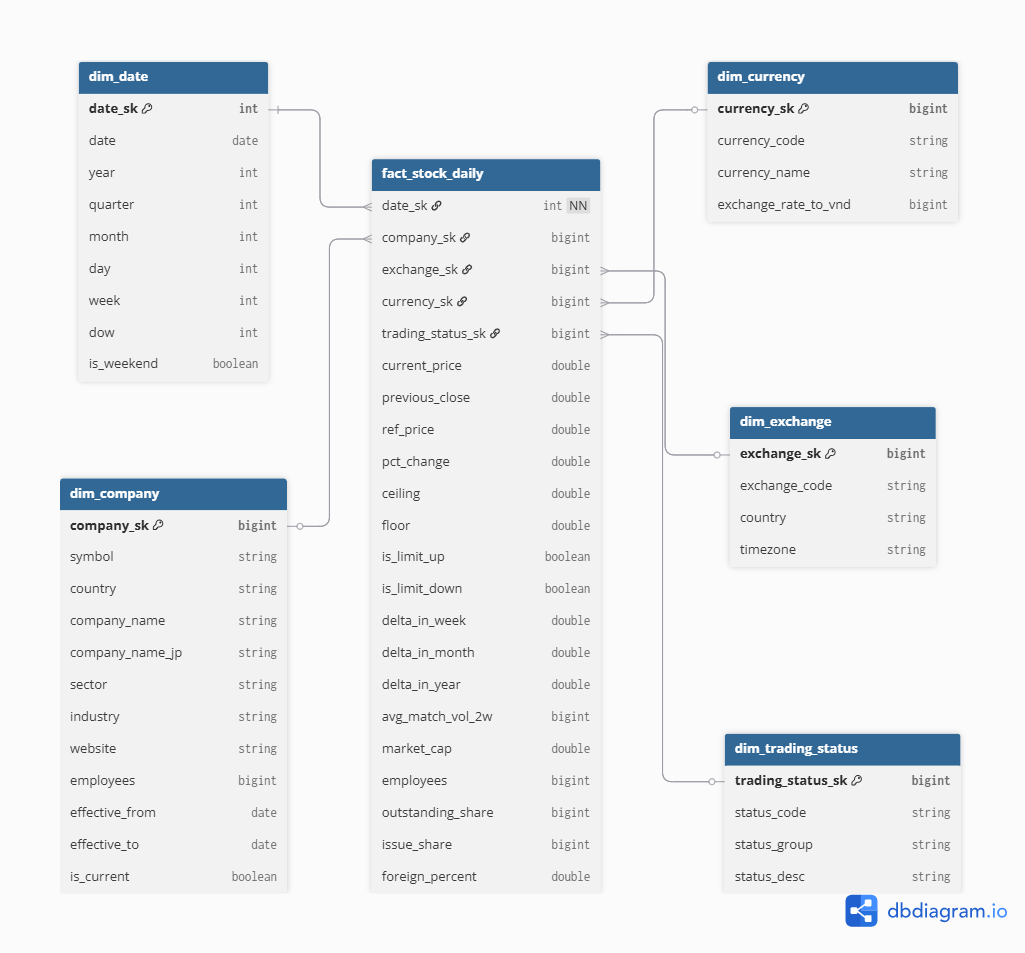 dim_date
date_sk int
date date
year int
quarter int
month int
day int
week int
dow int
is_weekend boolean
dim_company
company_sk bigint
symbol string
country string
company_name string
company_name_jp string
sector string
industry string
website string
employees bigint
effective_from date
effective_to date
is_current boolean
fact_stock_daily
date_sk int NN
company_sk bigint
exchange_sk bigint
currency_sk bigint
trading_status_sk bigint
current_price double
previous_close double
ref_price double
pct_change double
ceiling double
floor double
is_limit_up boolean
is_limit_down boolean
delta_in_week double
delta_in_month double
delta_in_year double
avg_match_vol_2w bigint
market_cap double
employees bigint
outstanding_share bigint
issue_share bigint
foreign_percent double
dim_currency
currency_sk bigint
currency_code string
currency_name string
exchange_rate_to_vnd bigint
dim_exchange
exchange_sk bigint
exchange_code string
country string
timezone string
dim_trading_status
trading_status_sk bigint
status_code string
status_group string
status_desc string
dbdiagram.io